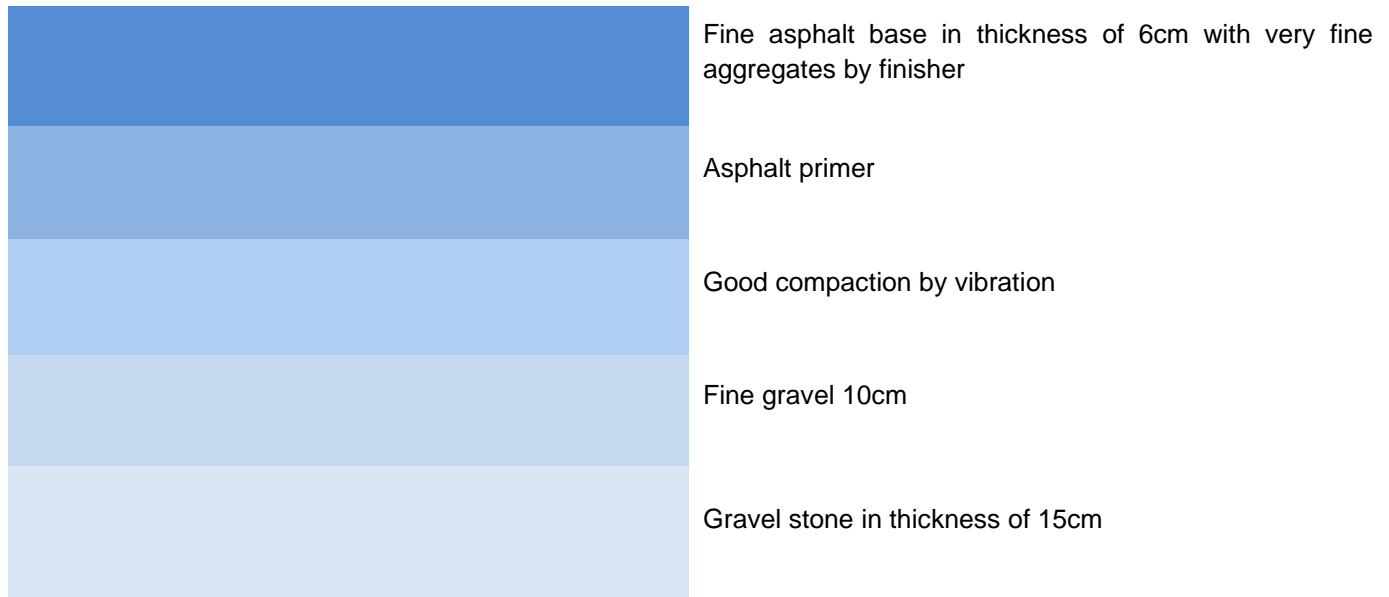 Fine asphalt base in thickness of 6cm with very fine
aggregates by finisher
Asphalt primer
Good compaction by vibration
Fine gravel 10cm
Gravel stone in thickness of 15cm